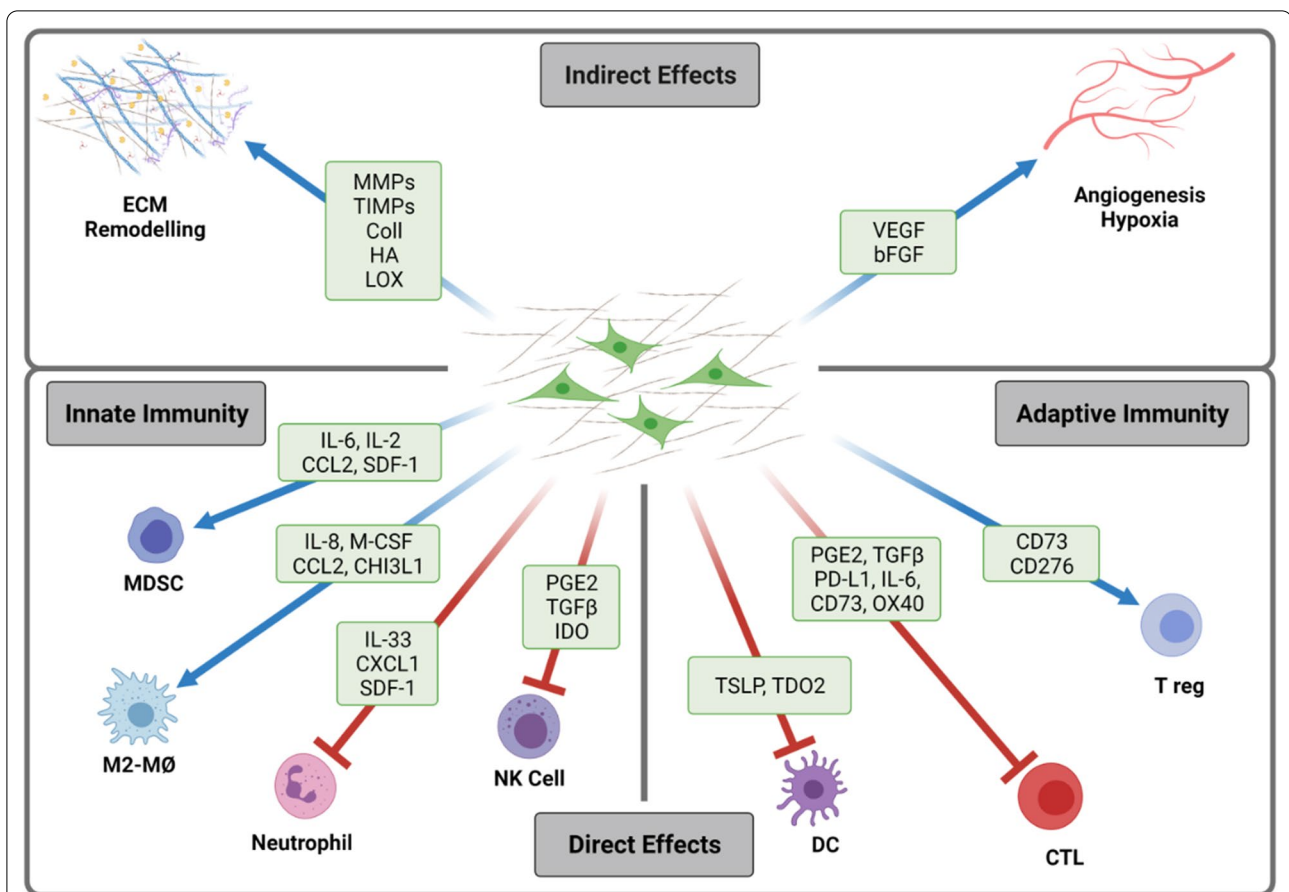 Indirect Effects
ECM
Remodelling
MMPs
TIMPs
Coll
HA
LOX
VEGF
bFGF
Angiogenesis
Hypoxia
Innate Immunity
IL-6, IL-2
CCL2, SDF-1
MDSC
IL-8, M-CSF
CCL2, CHI3L1
M2-MØ
IL-33
CXCL1
SDF-1
Neutrophil
PGE2
TGFβ
IDO
NK Cell
Direct Effects
Adaptive Immunity
TSLP, TDO2
DC
PGE2, TGFβ
PD-L1, IL-6,
CD73, OX40
CTL
CD73
CD276
T reg